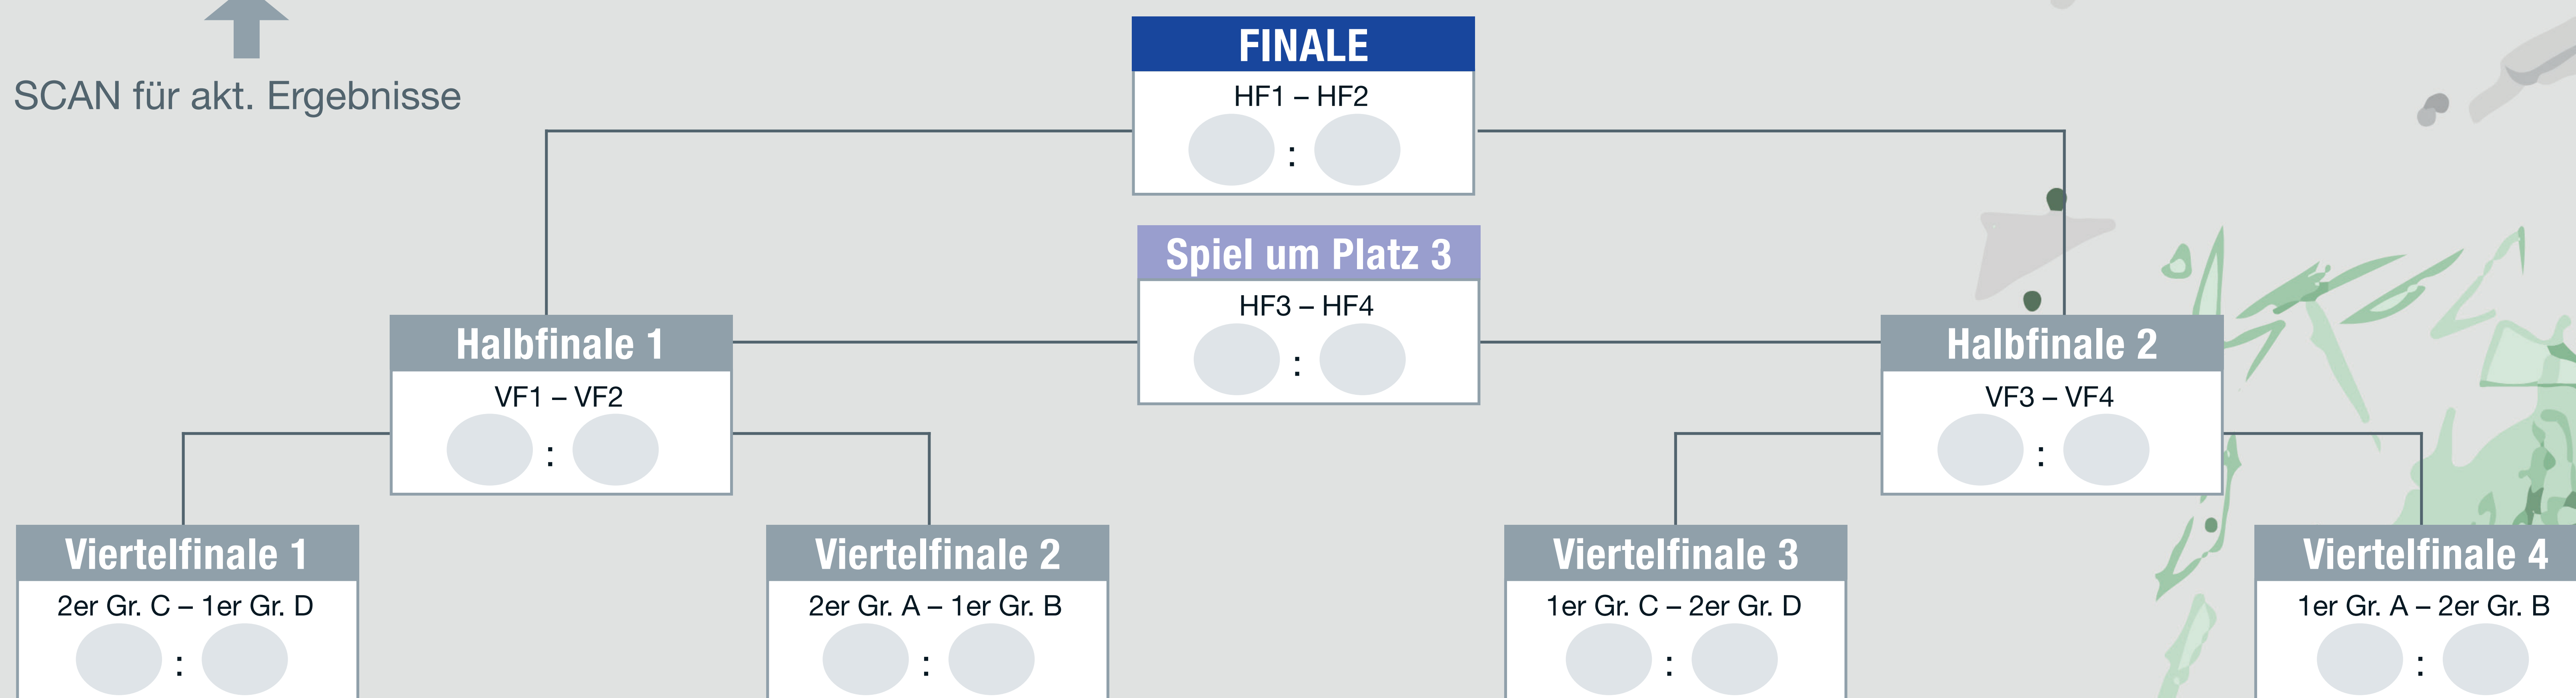 SCAN für akt. Ergebnisse
FINALE
HF1 – HF2
:
Spiel um Platz 3
HF3 – HF4
:
Halbfinale 1
VF1 – VF2
:
Halbfinale 2
VF3 – VF4
:
Viertelfinale 1
2er Gr. C – 1er Gr. D
:
Viertelfinale 2
2er Gr. A – 1er Gr. B
:
Viertelfinale 3
1er Gr. C – 2er Gr. D
:
Viertelfinale 4
1er Gr. A – 2er Gr. B
: